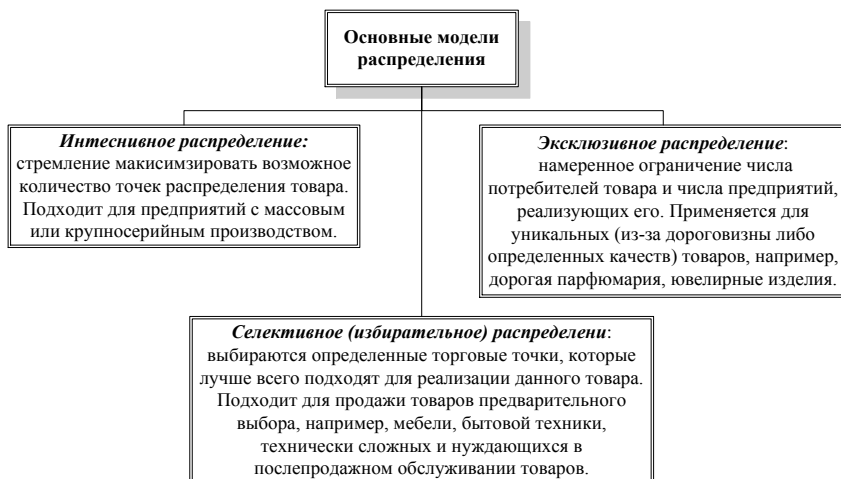 Основные модели
распределения
Интеснивное распределение:
стремление макисимзировать возможное
количество точек распределения товара.
Подходит для предприятий с массовым
или крупносерийным производством.
Эксклюзивное распределение:
намеренное ограничение числа
потребителей товара и числа предприятий,
реализующих его. Применяется для
уникальных (из-за дороговизны либо
определенных качеств) товаров, например,
дорогая парфюмария, ювелирные изделия.
Селективное (избирательное) распределени:
выбираются определенные торговые точки, которые
лучше всего подходят для реализации данного товара.
Подходит для продажи товаров предварительного
выбора, например, мебели, бытовой техники,
технически сложных и нуждающихся в
послепродажном обслуживании товаров.